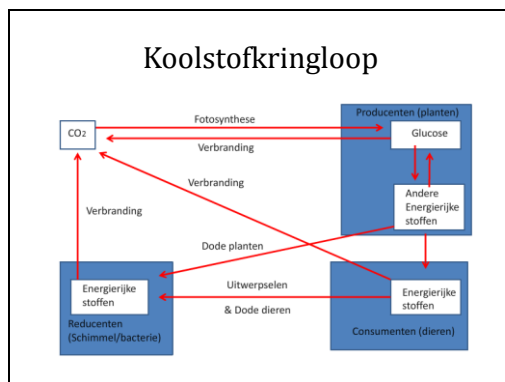 Koolstofkringloop
Producenten (planten)
Fotosynthese
CO₂
Glucose
Verbranding
Verbranding
Andere
Energierijke
stoffen
Verbranding
Dode planten
Energierijke
stoffen
Uitwerpselen
& Dode dieren
Energierijke
stoffen
Reducenten
(Schimmel/bacterie)
Consumenten (dieren)